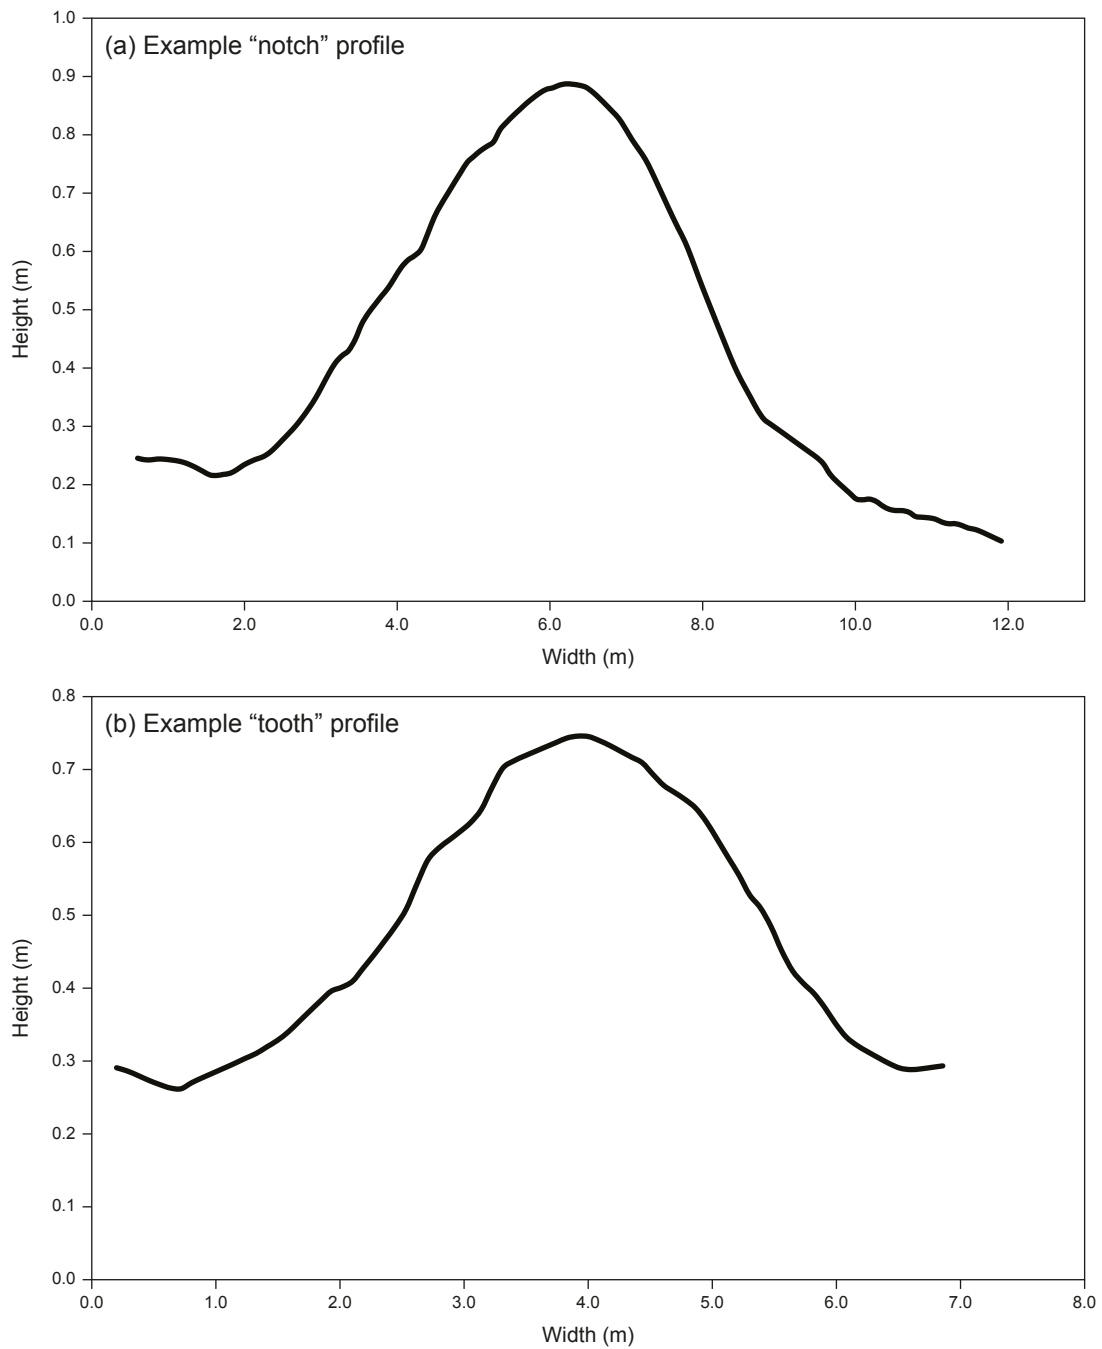 (a) Example “notch” profile
1.0
0.9
0.8
0.7
0.6
0.5
0.4
0.3
0.2
0.1
0.0
Height (m)
0.0 2.0 4.0 6.0 8.0 10.0 12.0
Width (m)
(b) Example “tooth” profile
0.8
0.7
0.6
0.5
0.4
0.3
0.2
0.1
0.0
Height (m)
0.0 1.0 2.0 3.0 4.0 5.0 6.0 7.0 8.0
Width (m)